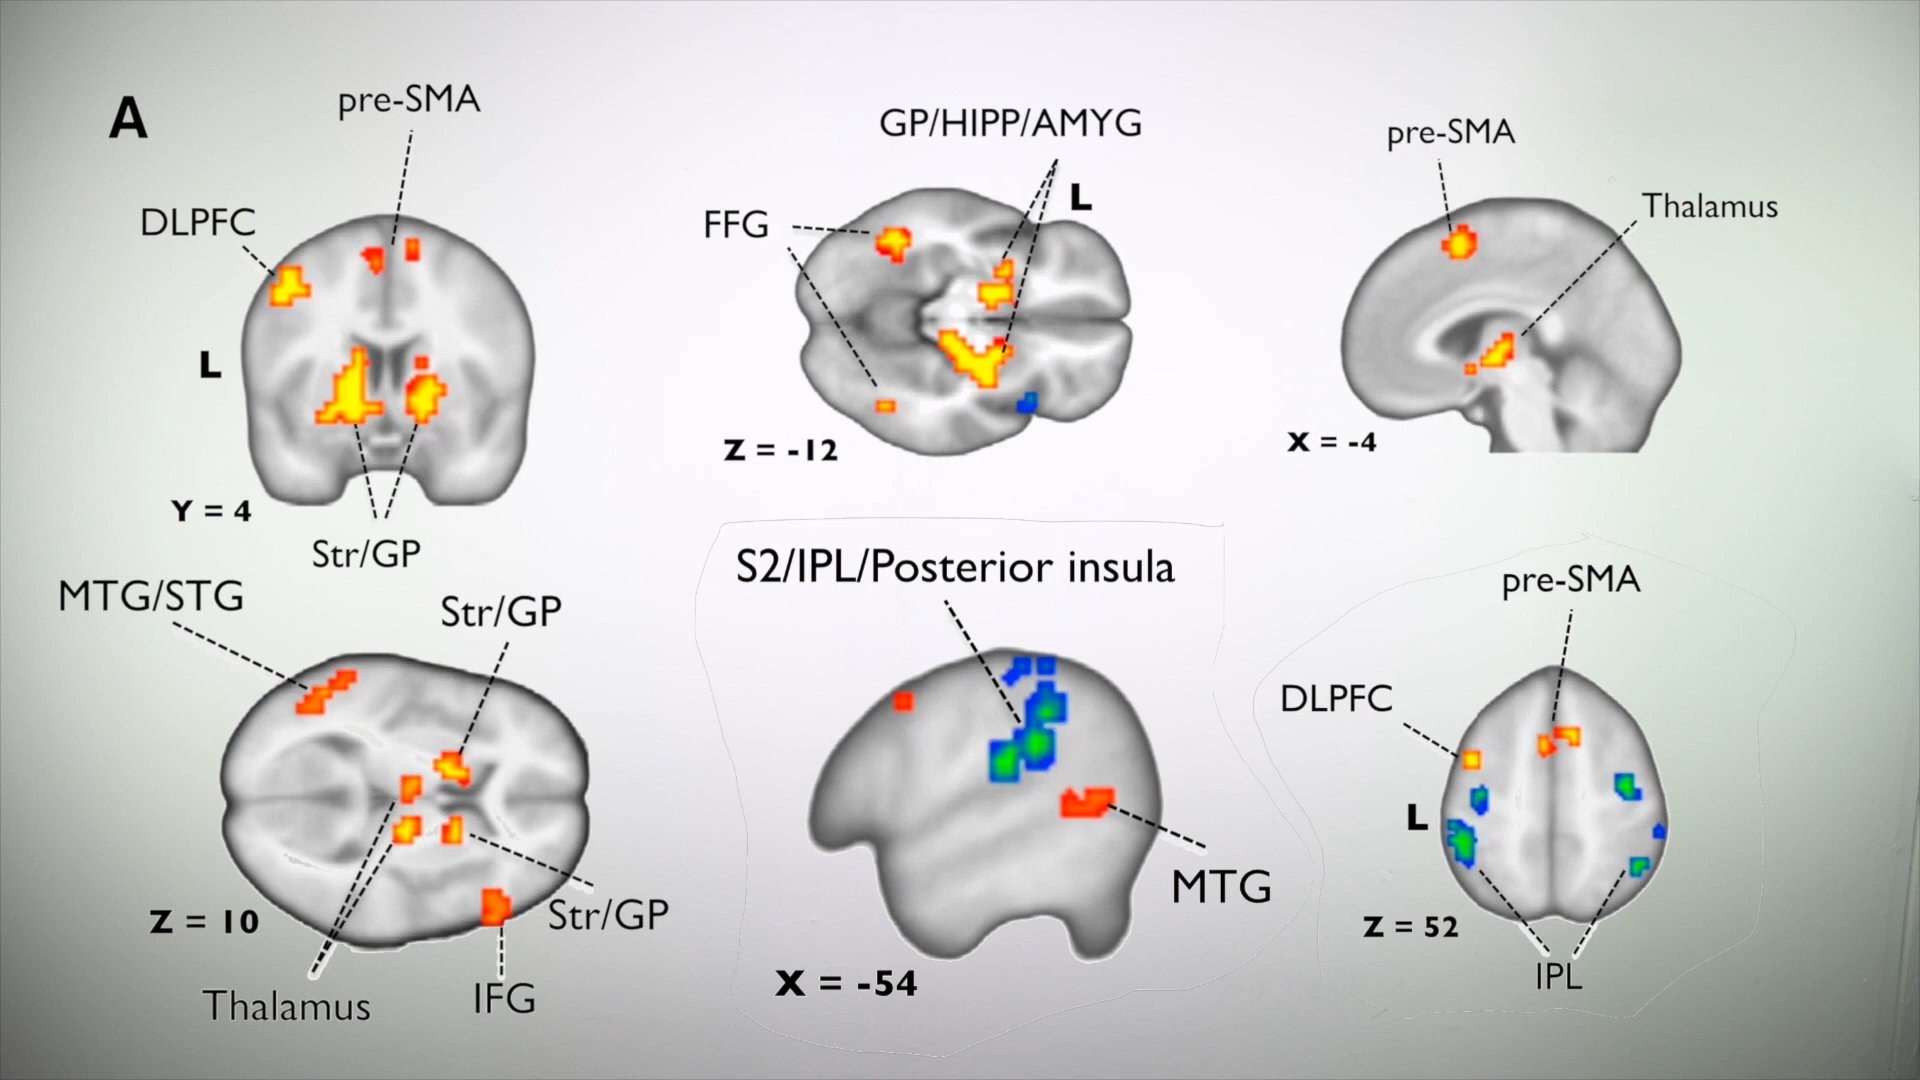 A
pre-SMA
DLPFC
L
Y = 4
Str/GP
GP/HIPP/AMYG
L
FFG
Z = -12
pre-SMA
Thalamus
X = -4
MTG/STG
Str/GP
Z = 10
Str/GP
Thalamus
IFG
S2/IPL/Posterior insula
MTG
X = -54
pre-SMA
DLPFC
L
Z = 52
IPL